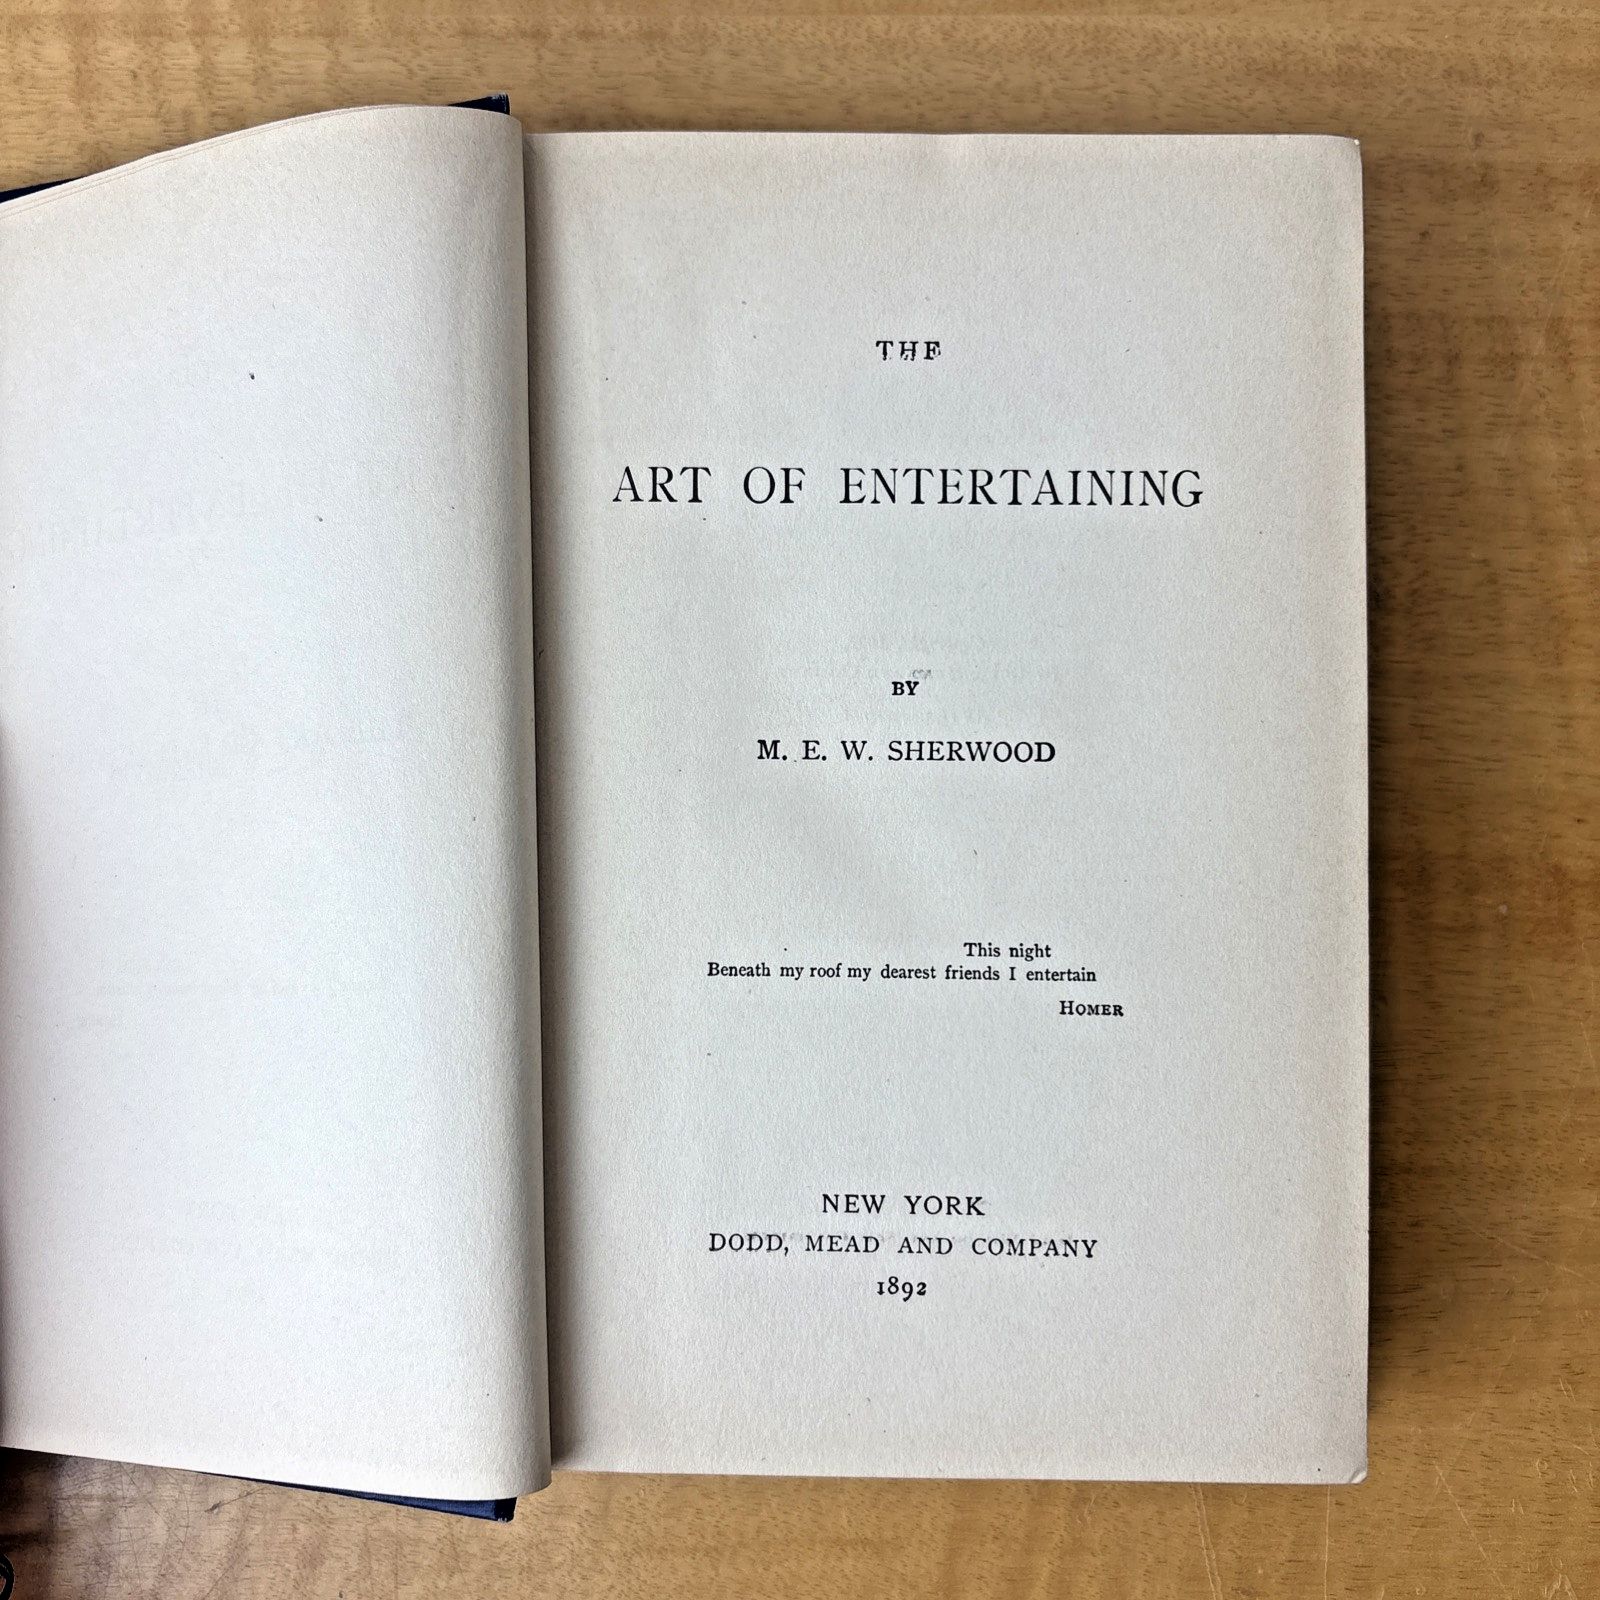 THE
ART OF ENTERTAINING
BY
M. E. W. SHERWOOD
This night
Beneath my roof my dearest friends I entertain
HOMER
NEW YORK
DODD, MEAD AND COMPANY
1892